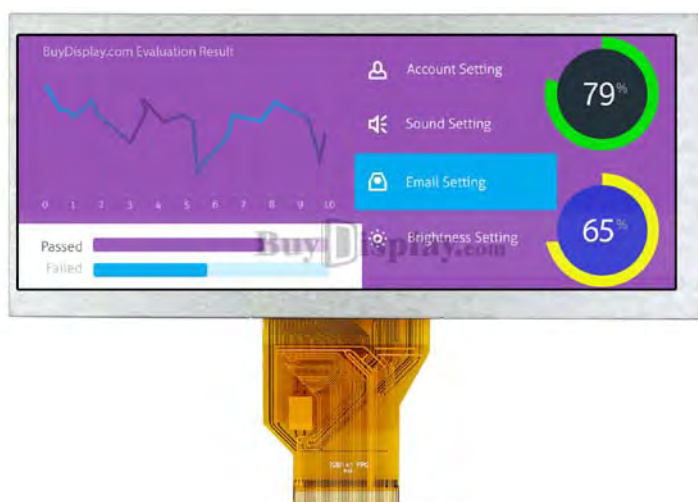 BuyDisplay.com Evaluation Result
0 1 2 3 4 5 6 7 8 9 10
Passed
Failed
Account Setting
Sound Setting
Email Setting
Brightness Setting
79%
65%
BuyDisplay.com